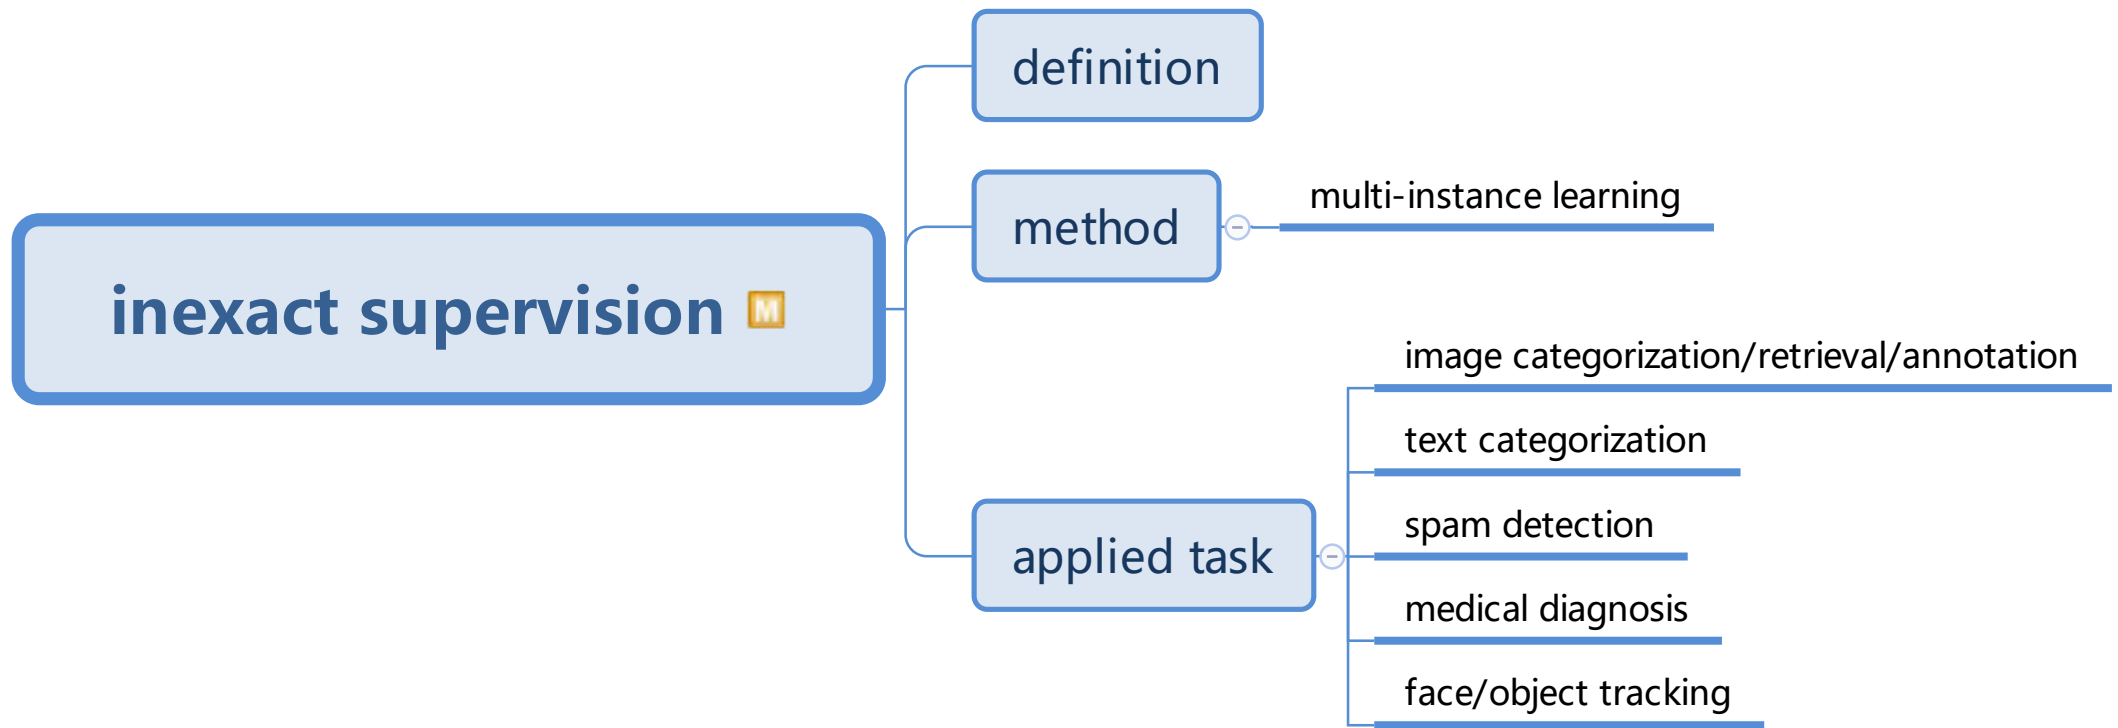 definition
method
multi-instance learning
inexact supervision M
image categorization/retrieval/annotation
text categorization
spam detection
applied task
medical diagnosis
face/object tracking